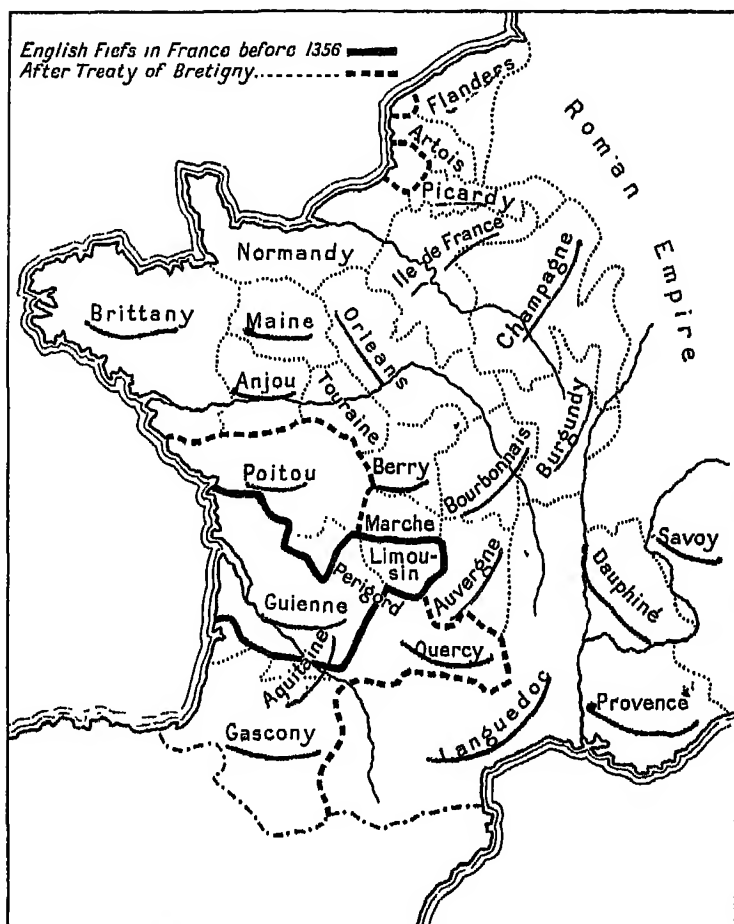 English Fiefs in France before 1356
After Treaty of Bretigny
Flanders
Artois
Picardy
Roman Empire
Normandy
Ile de France
Champagne
Brittany
Maine
Orleans
Anjou
Touraine
Burgundy
Poitou
Berry
Bourbonnais
Marche
Limou-
sin
Savoy
Perigord
Auvergne
Dauphiné
Guienne
Quercy
Aquitaine
Provence
Languedoc
Gascony